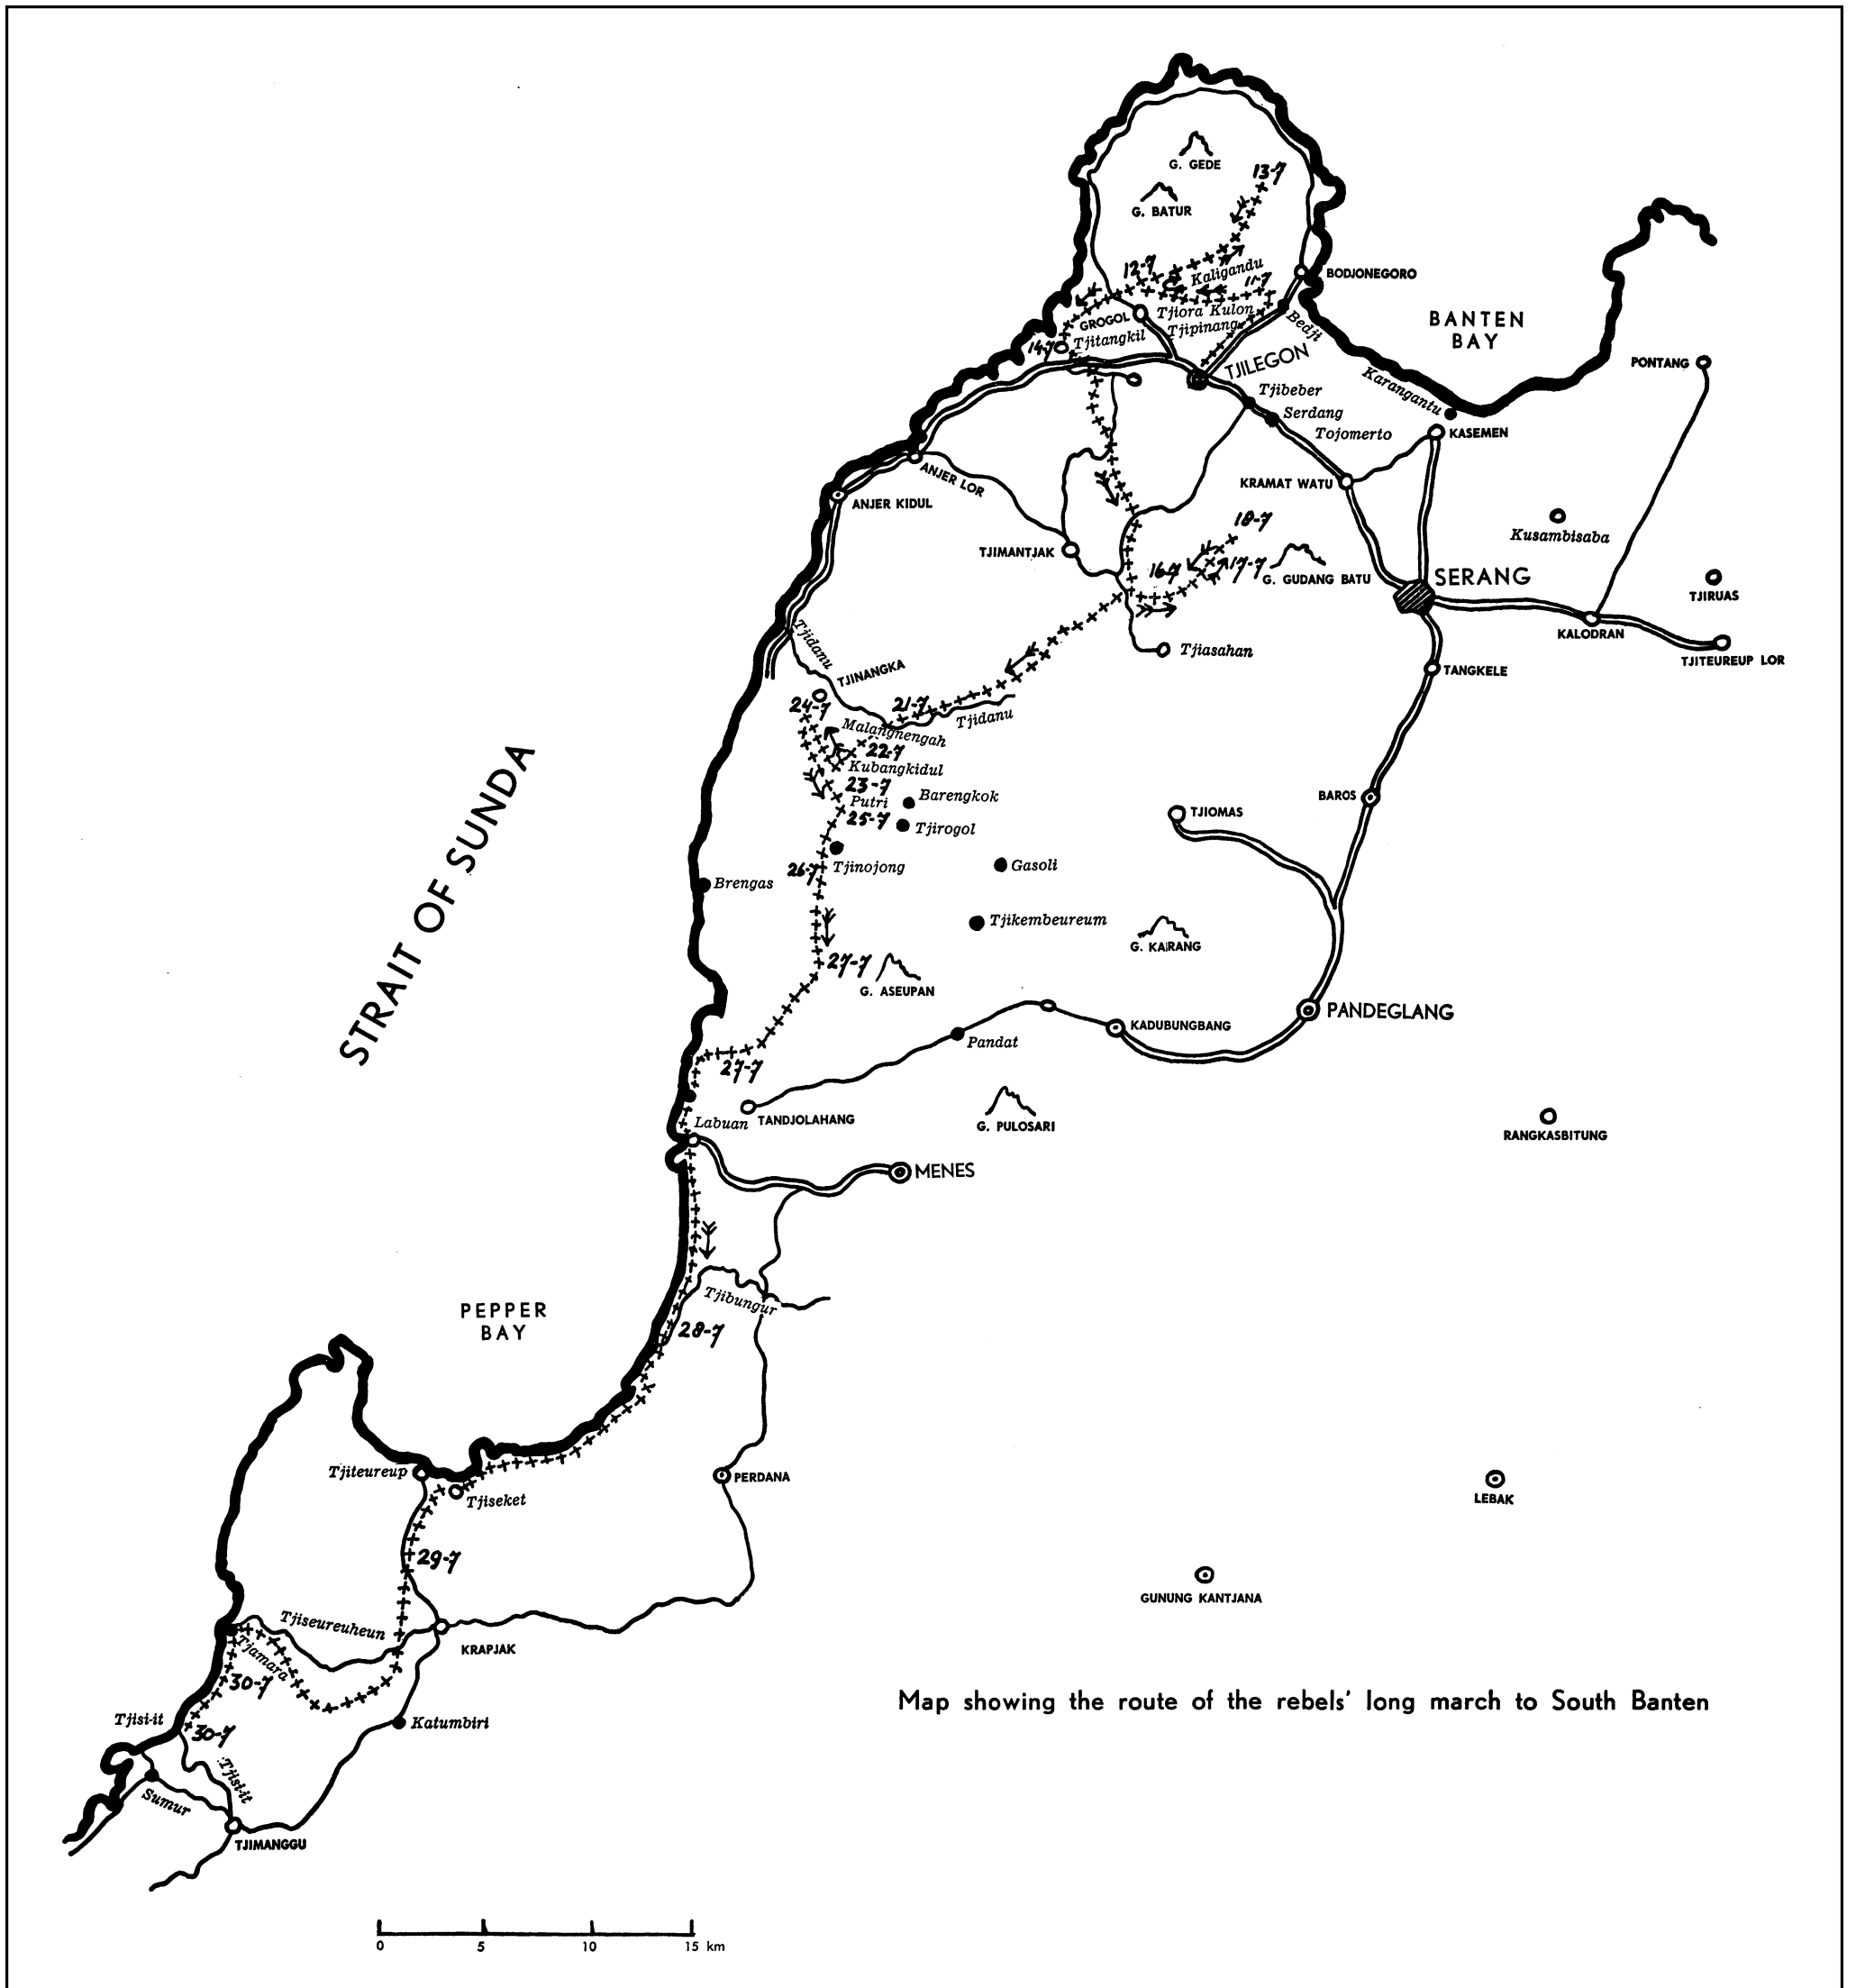 G. GEDE
13-7
G. BATUR
12-7
Kaligandu
11-7
BODJONEGORO
GROGOL
Tjiora Kulon
Tjipinang
Bedji
BANTEN
BAY
14-7
Tjitangkil
TJILEGON
PONTANG
Karangantu
Tjibeber
Serdang
Tojomerto
KASEMEN
ANJER LOR
KRAMAT WATU
ANJER KIDUL
18-7
Kusambisaba
TJIMANTJAK
16-7
17-7
G. GUDANG BATU
SERANG
TJIRUAS
KALODRAN
Tjidanu
Tjiasahan
TJITEUREUP LOR
TJINANGKA
TANGKELE
24-7
21-7
Tjidanu
Malangnengah
22-7
STRAIT OF SUNDA
Kubangkidul
23-7
Putri
Barengkok
BAROS
25-7
Tjirogol
TJIOMAS
26-7
Tjinojong
Gasoli
Brengas
Tjikembeureum
G. KARANG
27-7
G. ASEUPAN
PANDEGLANG
KADUBUNGBANG
Pandat
27-7
Labuan
TANDJOLAHANG
G. PULOSARI
RANGKASBITUNG
MENES
Tjibungur
PEPPER
BAY
28-7
Tjiteureup
Tjiseket
PERDANA
LEBAK
29-7
GUNUNG KANTJANA
Tjiseureuheun
KRAPJAK
Tjamara
30-7
Map showing the route of the rebels' long march to South Banten
Tjisi-it
30-7
Katumbiri
Tjisi-it
Sumur
TJIMANGGU
0 5 10 15 km